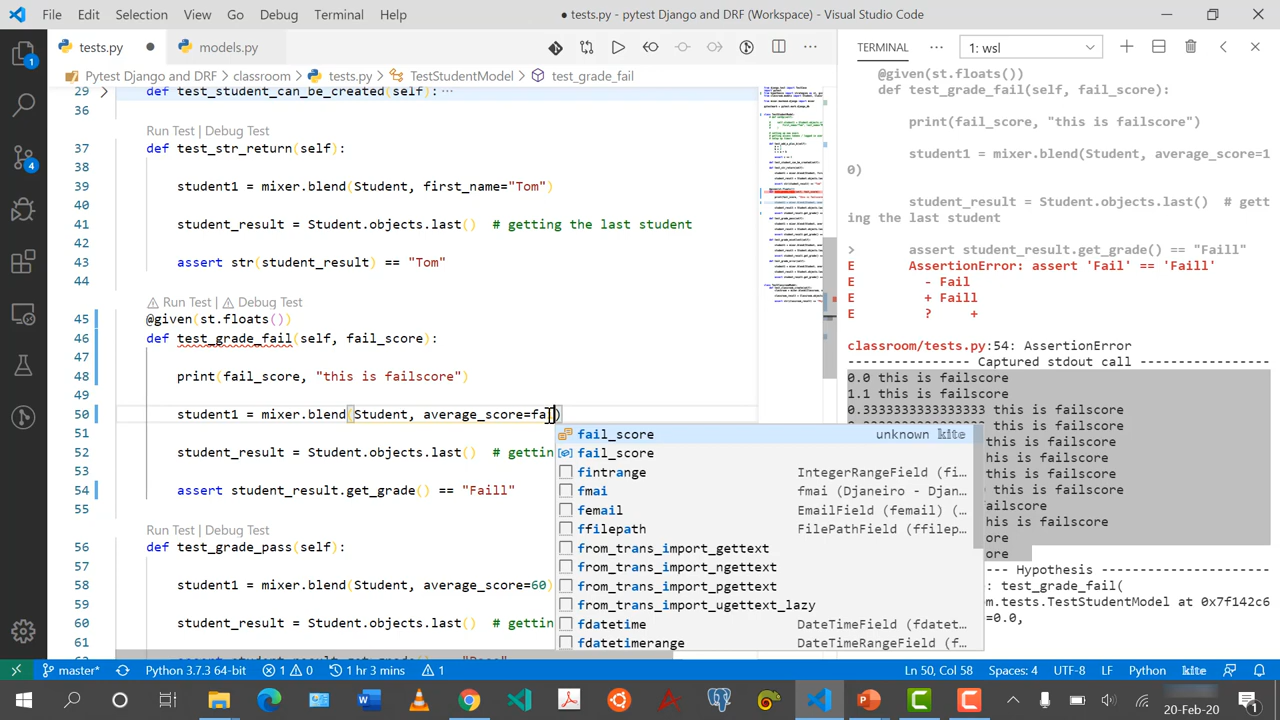 File Edit Selection View Go Debug Terminal Help
● tests.py - pytest Django and DRF (Workspace) - Visual Studio Code
tests.py ● models.py
TERMINAL ··· 1: wsl
Pytest Django and DRF > classroom > tests.py > TestStudentModel > test_grade_fail
29 def test_student_can_be_created(self): ···
Run Test | Debug Test
38 def test_str_return(self):
39 student1 = mixer.blend(Student, first_name="Tom")
41 student_result = Student.objects.last() # getting the last student
42
43 assert str(student_result) == "Tom"
44
Run Test | Debug Test
@given(st.floats())
46 def test_grade_fail(self, fail_score):
47
48 print(fail_score, "this is failscore")
49
50 student1 = mixer.blend(Student, average_score=fai)
51
52 student_result = Student.objects.last() # gettin
53
54 assert student_result.get_grade() == "Faill"
55
Run Test | Debug Test
56 def test_grade_pass(self):
57
58 student1 = mixer.blend(Student, average_score=60)
59
60 student_result = Student.objects.last() # gettin
61
fail_score unknown kite
fail_score
fintrange IntegerRangeField (fi…
fmai fmai (Djaneiro - Djan…
femail EmailField (femail) (…
ffilepath FilePathField (ffilep…
from_trans_import_gettext
from_trans_import_ngettext
from_trans_import_pgettext
from_trans_import_ugettext_lazy
fdatetime DateTimeField (fdatet…
fdatetimerange DateTimeRangeField (f…
@given(st.floats())
def test_grade_fail(self, fail_score):
print(fail_score, "this is failscore")
student1 = mixer.blend(Student, average_score=1
0)
student_result = Student.objects.last() # get
ting the last student
> assert student_result.get_grade() == "Faill"
E AssertionError: assert 'Fail' == 'Faill'
E - Fail
E + Faill
E ? +
classroom/tests.py:54: AssertionError
--------------- Captured stdout call ----------------
0.0 this is failscore
1.1 this is failscore
0.3333333333333333 this is failscore
this is failscore
this is failscore
this is failscore
this is failscore
this is failscore
ailscore
this is failscore
ore
ore
--- Hypothesis -----------------------
: test_grade_fail(
m.tests.TestStudentModel at 0x7f142c6
=0.0,
master* Python 3.7.3 64-bit 1 0 1 hr 3 mins 1
Ln 50, Col 58 Spaces: 4 UTF-8 LF Python kite
20-Feb-20